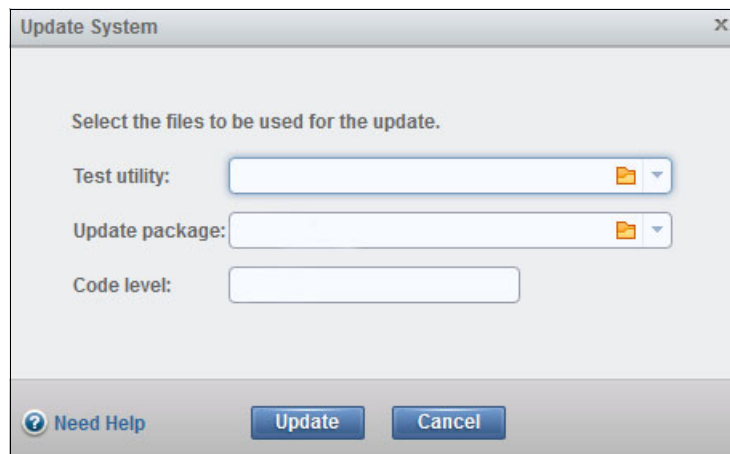 Update System
x
Select the files to be used for the update.
Test utility:
Update package:
Code level:
? Need Help
Update
Cancel